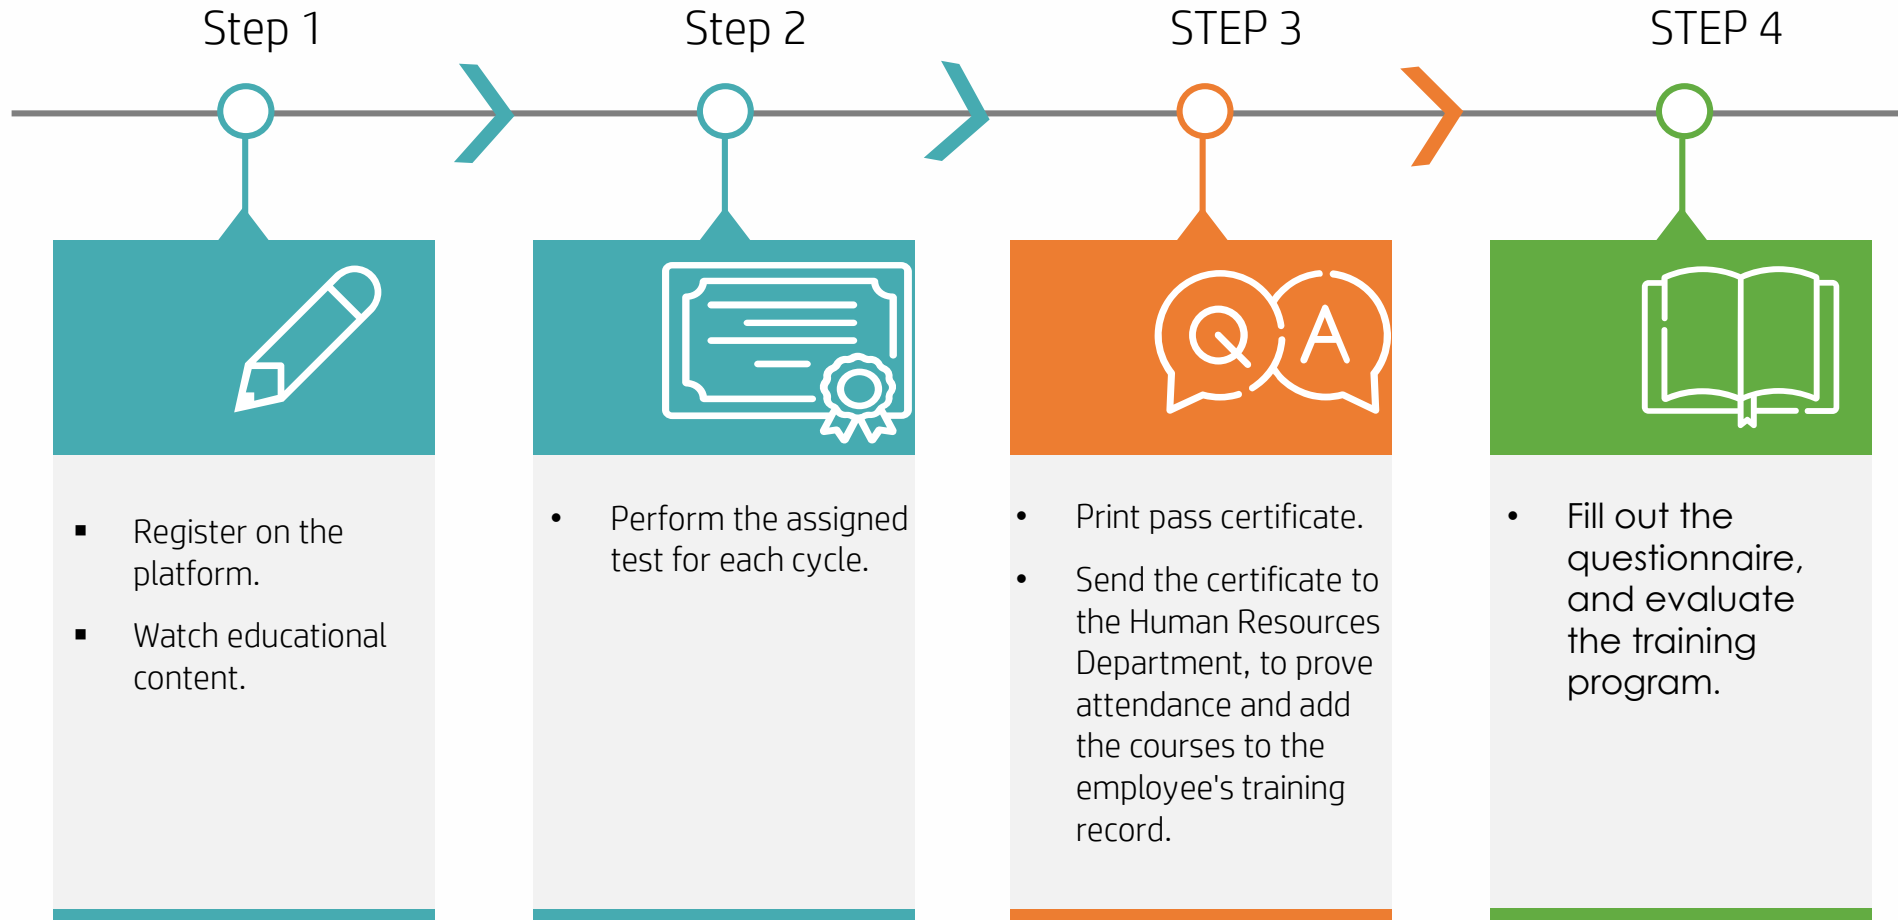 Step 1
Step 2
STEP 3
STEP 4
Q A
▪ Register on the
platform.
▪ Watch educational
content.
• Perform the assigned
test for each cycle.
• Print pass certificate.
• Send the certificate to
the Human Resources
Department, to prove
attendance and add
the courses to the
employee's training
record.
• Fill out the
questionnaire,
and evaluate
the training
program.